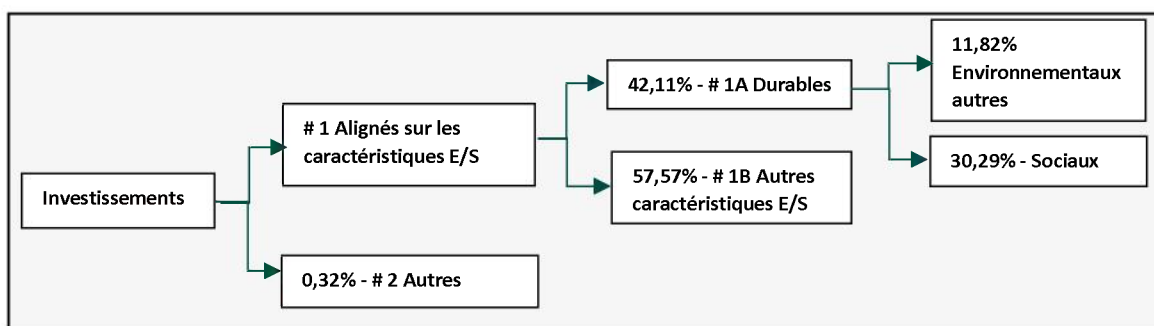 Investissements
# 1 Alignés sur les
caractéristiques E/S
0,32% - # 2 Autres
42,11% - # 1A Durables
57,57% - # 1B Autres
caractéristiques E/S
11,82%
Environnementaux
autres
30,29% - Sociaux